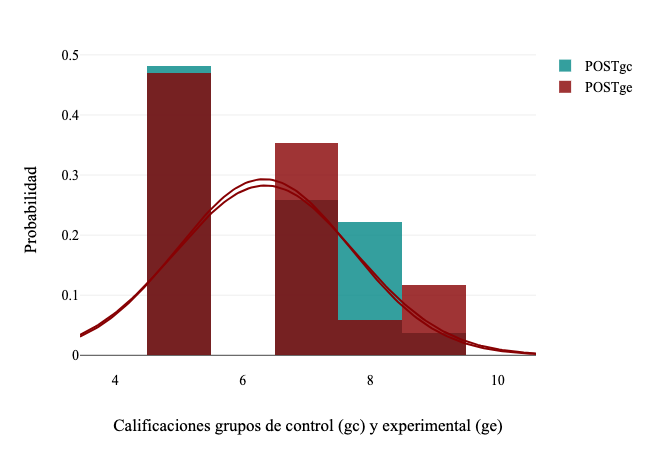 0.5
0.4
0.3
0.2
0.1
0
4
6
8
10
Probabilidad
Calificaciones grupos de control (gc) y experimental (ge)
POSTgc
POSTge